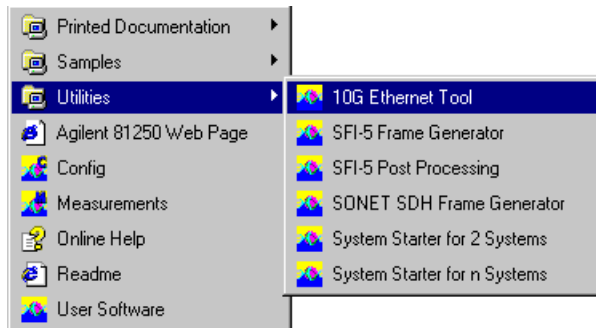 Printed Documentation
Samples
Utilities
Agilent 81250 Web Page
Config
Measurements
Online Help
Readme
User Software
10G Ethernet Tool
SFI-5 Frame Generator
SFI-5 Post Processing
SONET SDH Frame Generator
System Starter for 2 Systems
System Starter for n Systems